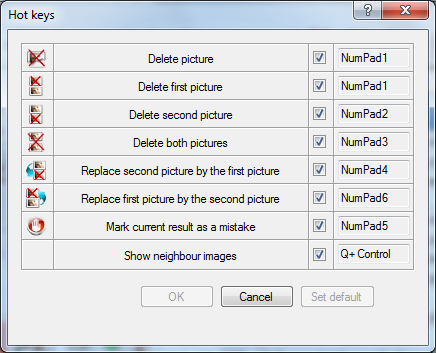 Hot keys
Delete picture NumPad1
Delete first picture NumPad1
Delete second picture NumPad2
Delete both pictures NumPad3
Replace second picture by the first picture NumPad4
Replace first picture by the second picture NumPad6
Mark current result as a mistake NumPad5
Show neighbour images Q+ Control
OK Cancel Set default